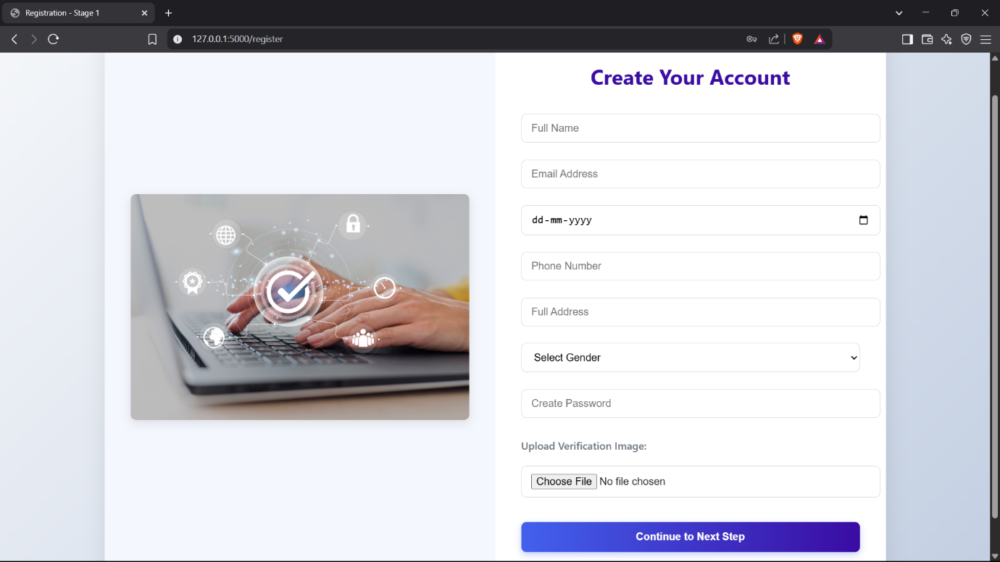 Registration - Stage 1
127.0.0.1:5000/register
Create Your Account
Full Name
Email Address
dd-mm-yyyy
Phone Number
Full Address
Select Gender
Create Password
Upload Verification Image:
Choose File No file chosen
Continue to Next Step